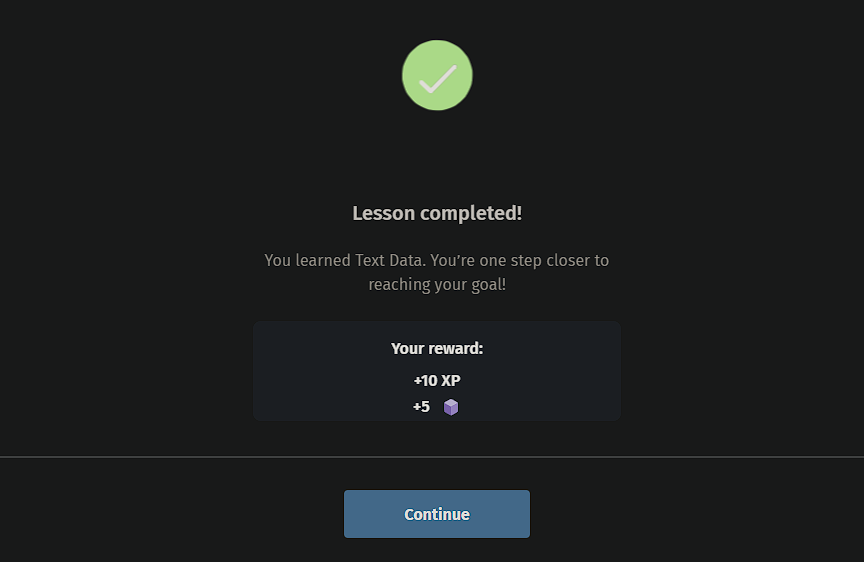 Lesson completed!
You learned Text Data. You're one step closer to
reaching your goal!
Your reward:
+10 XP
+5
Continue